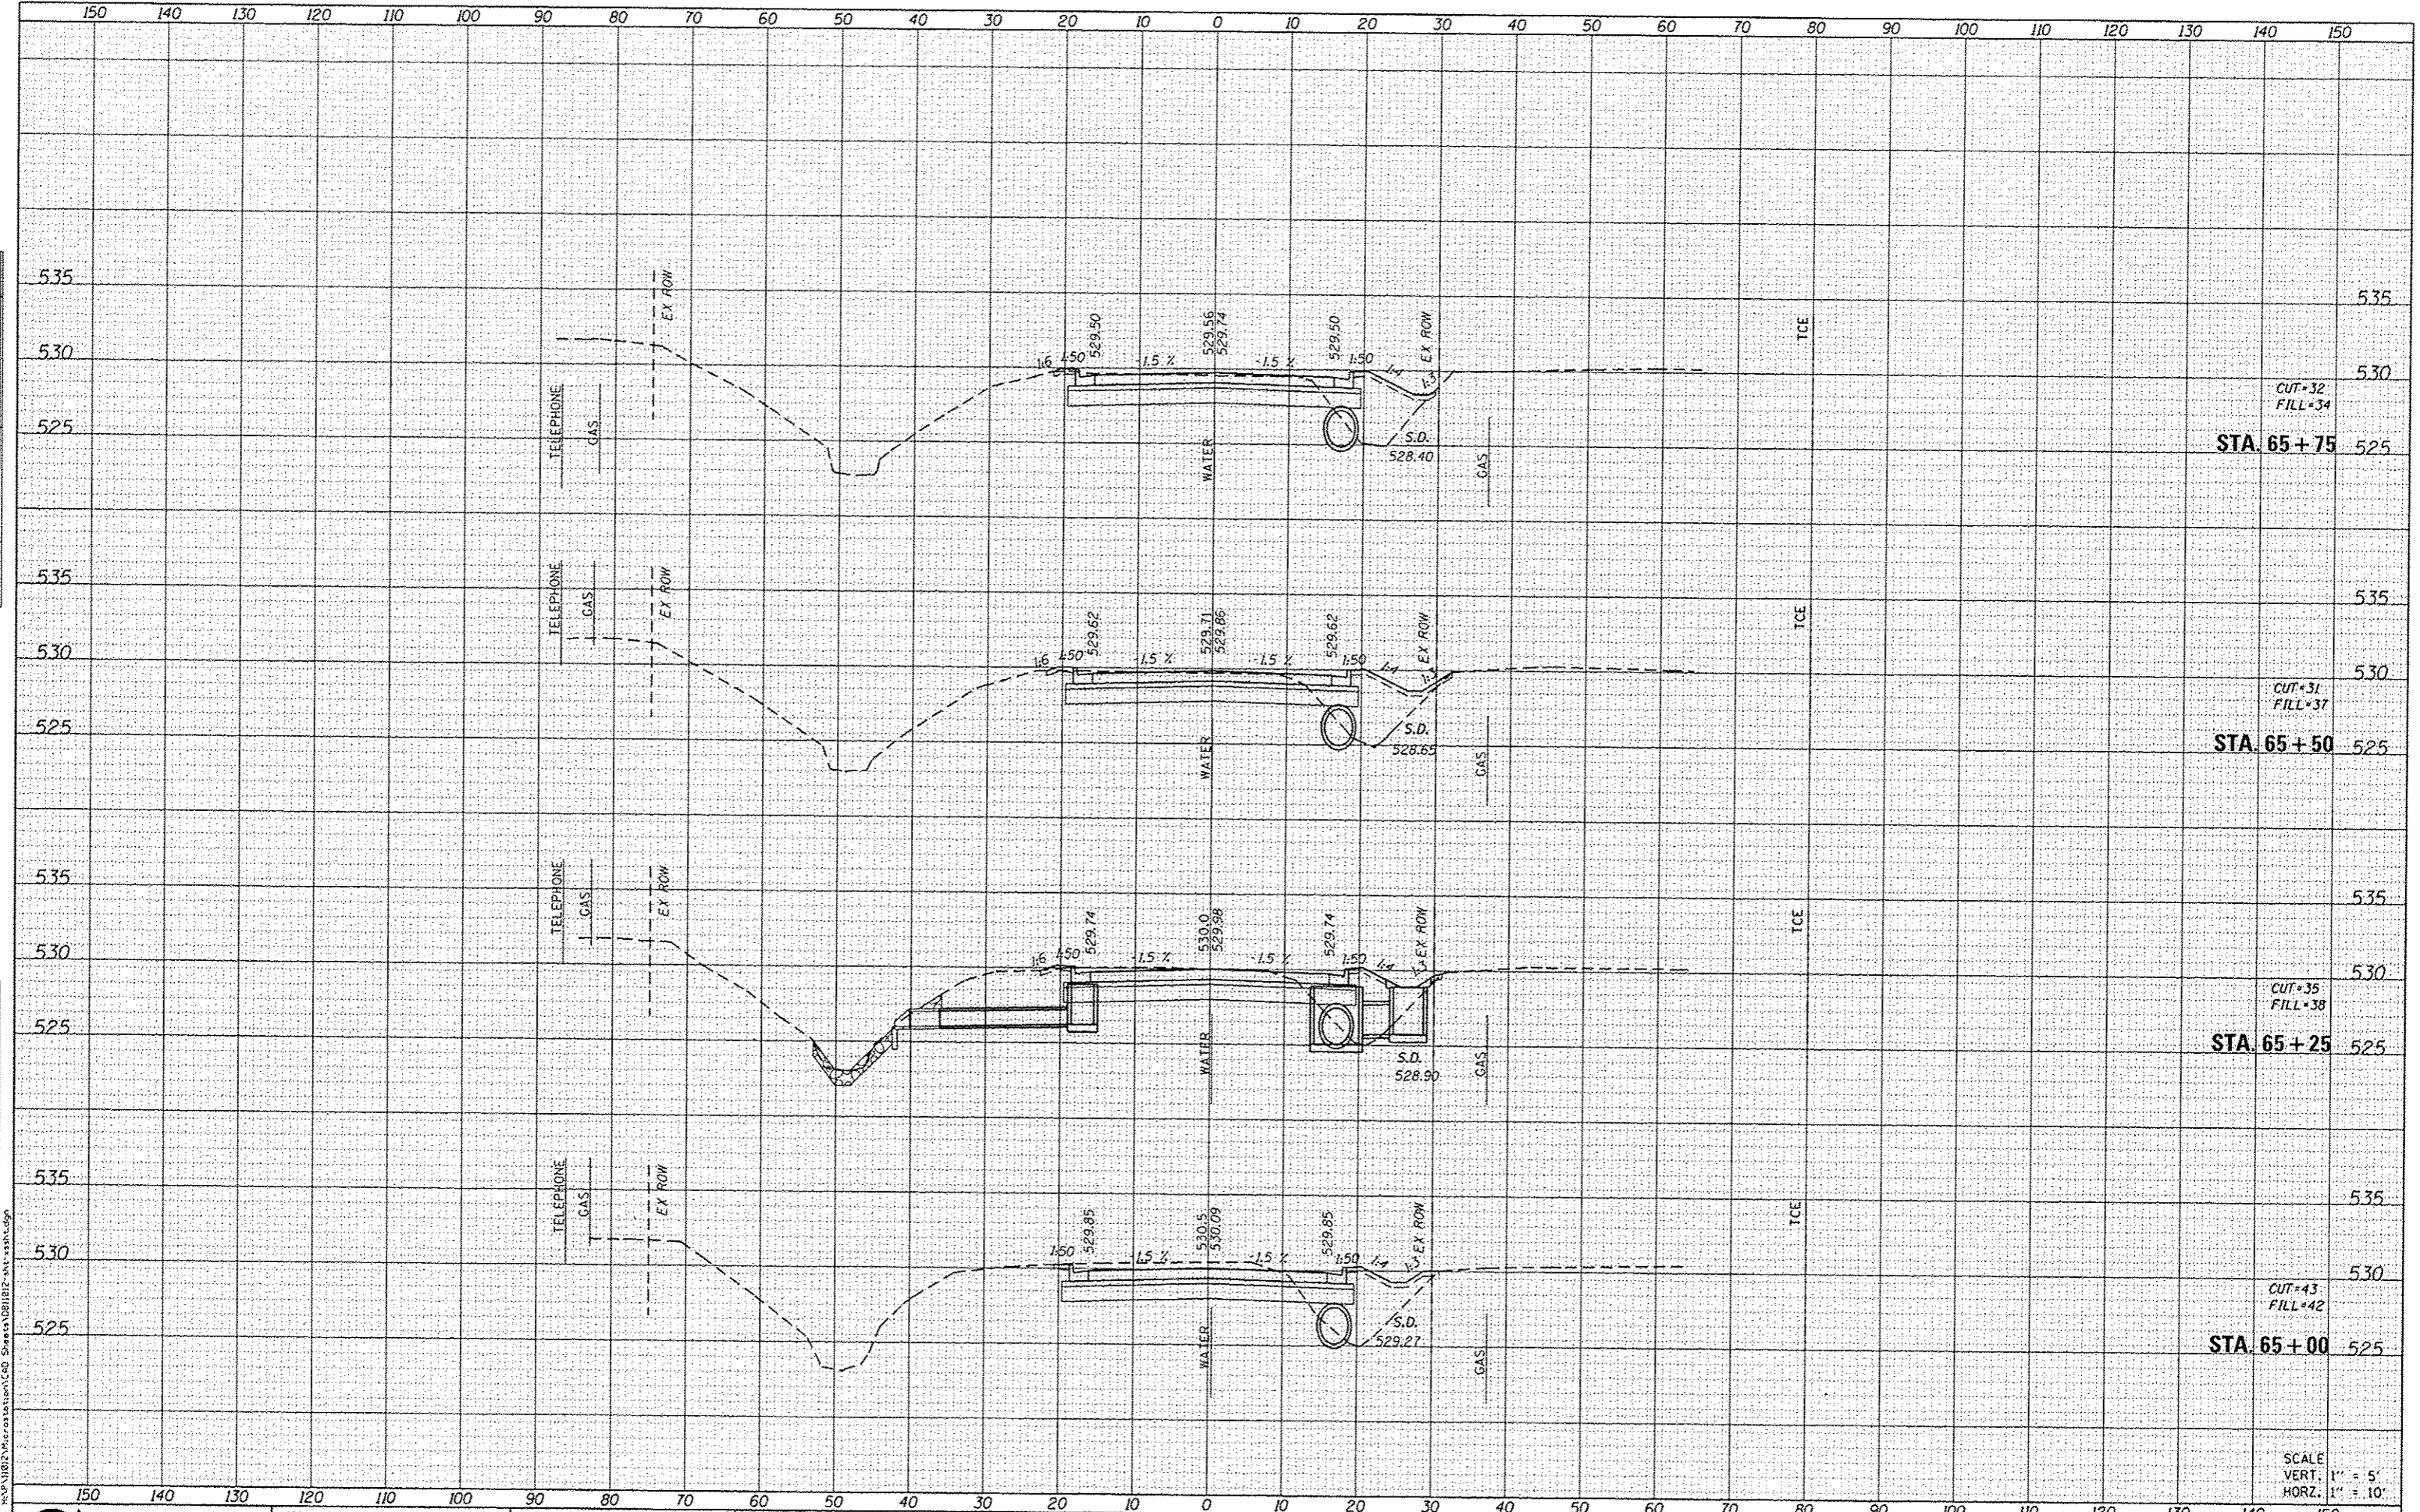 150 140 130 120 110 100 90 80 70 60 50 40 30 20 10 0 10 20 30 40 50 60 70 80 90 100 110 120 130 140 150
535 EX ROW 529.50 529.56 529.74 529.50 EX ROW TCE 535
530 1:6 1:50 -1.5 % -1.5 % 1:50 1:4 1:3 530
CUT=32
FILL=34
525 TELEPHONE GAS WATER S.D. 528.40 GAS STA. 65+75 525
535 TELEPHONE GAS EX ROW 529.62 529.71 529.86 529.62 EX ROW TCE 535
530 1:6 1:50 -1.5 % -1.5 % 1:50 1:4 1:3 530
CUT=31
FILL=37
525 WATER S.D. 528.65 GAS STA. 65+50 525
535 TELEPHONE GAS EX ROW 529.74 530.0 529.98 529.74 EX ROW TCE 535
530 1:6 1:50 -1.5 % -1.5 % 1:50 1:4 1:3 530
CUT=35
FILL=38
525 WATER S.D. 528.90 GAS STA. 65+25 525
535 TELEPHONE GAS EX ROW 529.85 530.5 530.09 529.85 EX ROW TCE 535
530 1:50 -1.5 % -1.5 % 1:50 1:4 1:3 530
CUT=43
FILL=42
525 WATER S.D. 529.27 GAS STA. 65+00 525
SCALE
VERT. 1" = 5'
HORZ. 1" = 10'
150 140 130 120 110 100 90 80 70 60 50 40 30 20 10 0 10 20 30 40 50 60 70 80 90 100 110 120 130 140 150